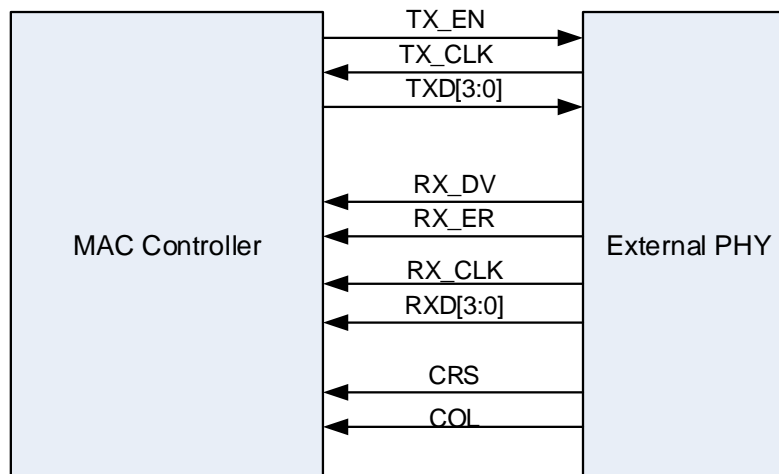 TX_EN
TX_CLK
TXD[3:0]
RX_DV
RX_ER
MAC Controller
External PHY
RX_CLK
RXD[3:0]
CRS
COL